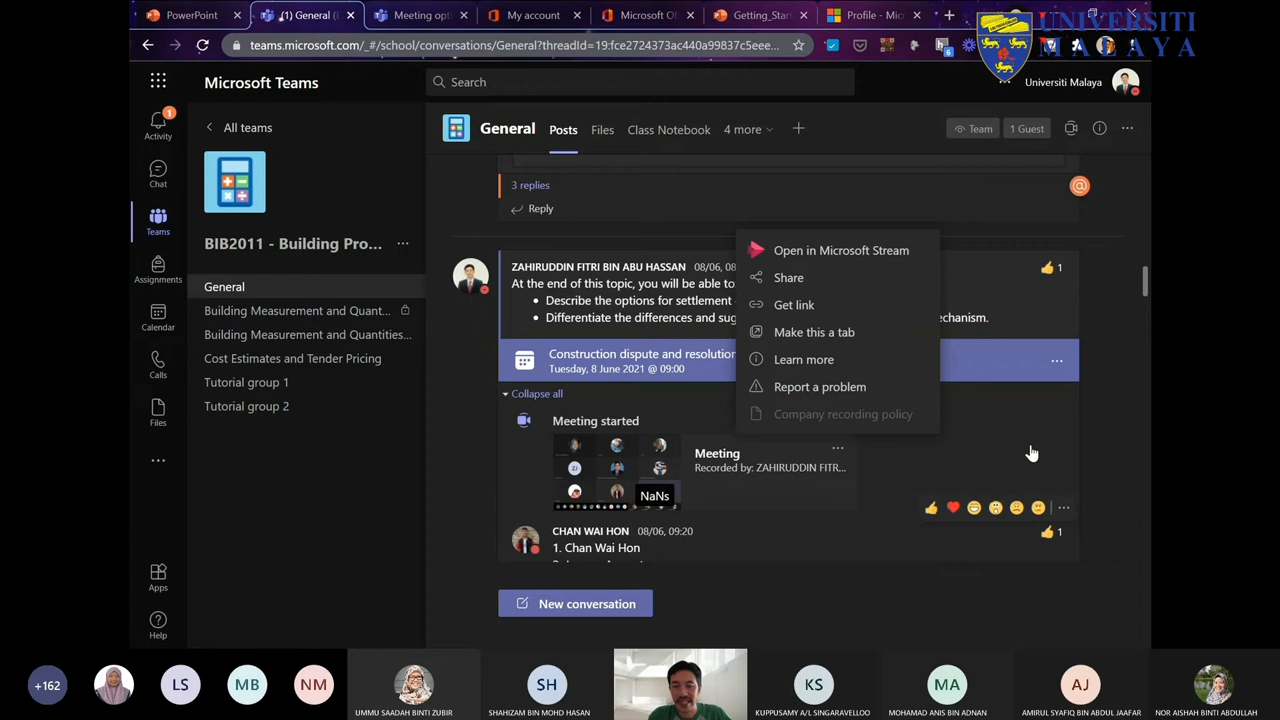 PowerPoint
(1) General (
Meeting opt
My account
Microsoft Of
Getting_Sta
Profile - Mic
UNIVERSITI
MALAYA
teams.microsoft.com/_#/school/conversations/General?threadId=19:fce2724373ac440a99837c5eee...
6
Microsoft Teams
Search
Universiti Malaya
1
Activity
Chat
Teams
Assignments
Calendar
Calls
Files
Apps
Help
All teams
BIB2011 - Building Pro...
General
Building Measurement and Quant...
Building Measurement and Quantities...
Cost Estimates and Tender Pricing
Tutorial group 1
Tutorial group 2
General
Posts
Files
Class Notebook
4 more
Team
1 Guest
3 replies
@
Reply
ZAHIRUDDIN FITRI BIN ABU HASSAN
08/06, 08
1
At the end of this topic, you will be able to
Describe the options for settlement
Differentiate the differences and sug
echanism.
Construction dispute and resolution
Tuesday, 8 June 2021 @ 09:00
Collapse all
Meeting started
Meeting
Recorded by: ZAHIRUDDIN FITR...
NaNs
CHAN WAI HON
08/06, 09:20
1
1. Chan Wai Hon
New conversation
Open in Microsoft Stream
Share
Get link
Make this a tab
Learn more
Report a problem
Company recording policy
+162
LS
MB
NM
UMMU SAADAH BINTI ZUBIR
SH
SHAHIZAM BIN MOHD HASAN
KS
KUPPUSAMY A/L SINGARAVELLOO
MA
MOHAMAD ANIS BIN ADNAN
AJ
AMIRUL SYAFIQ BIN ABDUL JAAFAR
NOR AISHAH BINTI ABDULLAH